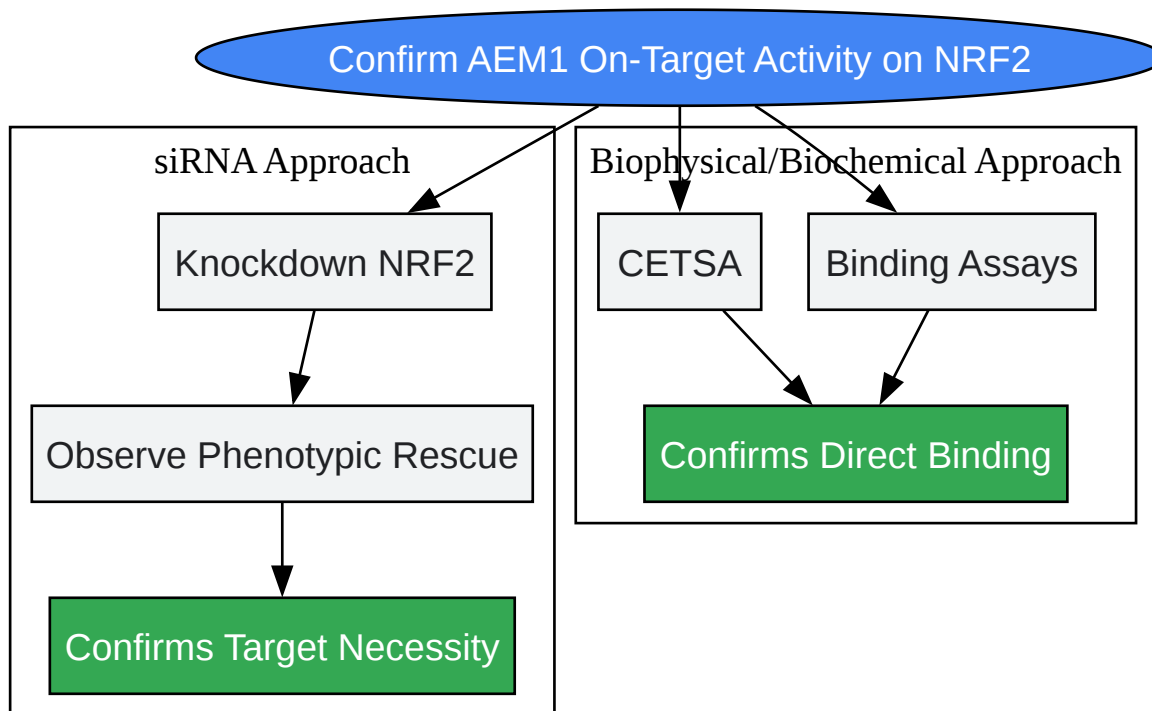 Confirm AEM1 On-Target Activity on NRF2
siRNA Approach
Knockdown NRF2
Observe Phenotypic Rescue
Confirms Target Necessity
Biophysical/Biochemical Approach
CETSA
Binding Assays
Confirms Direct Binding